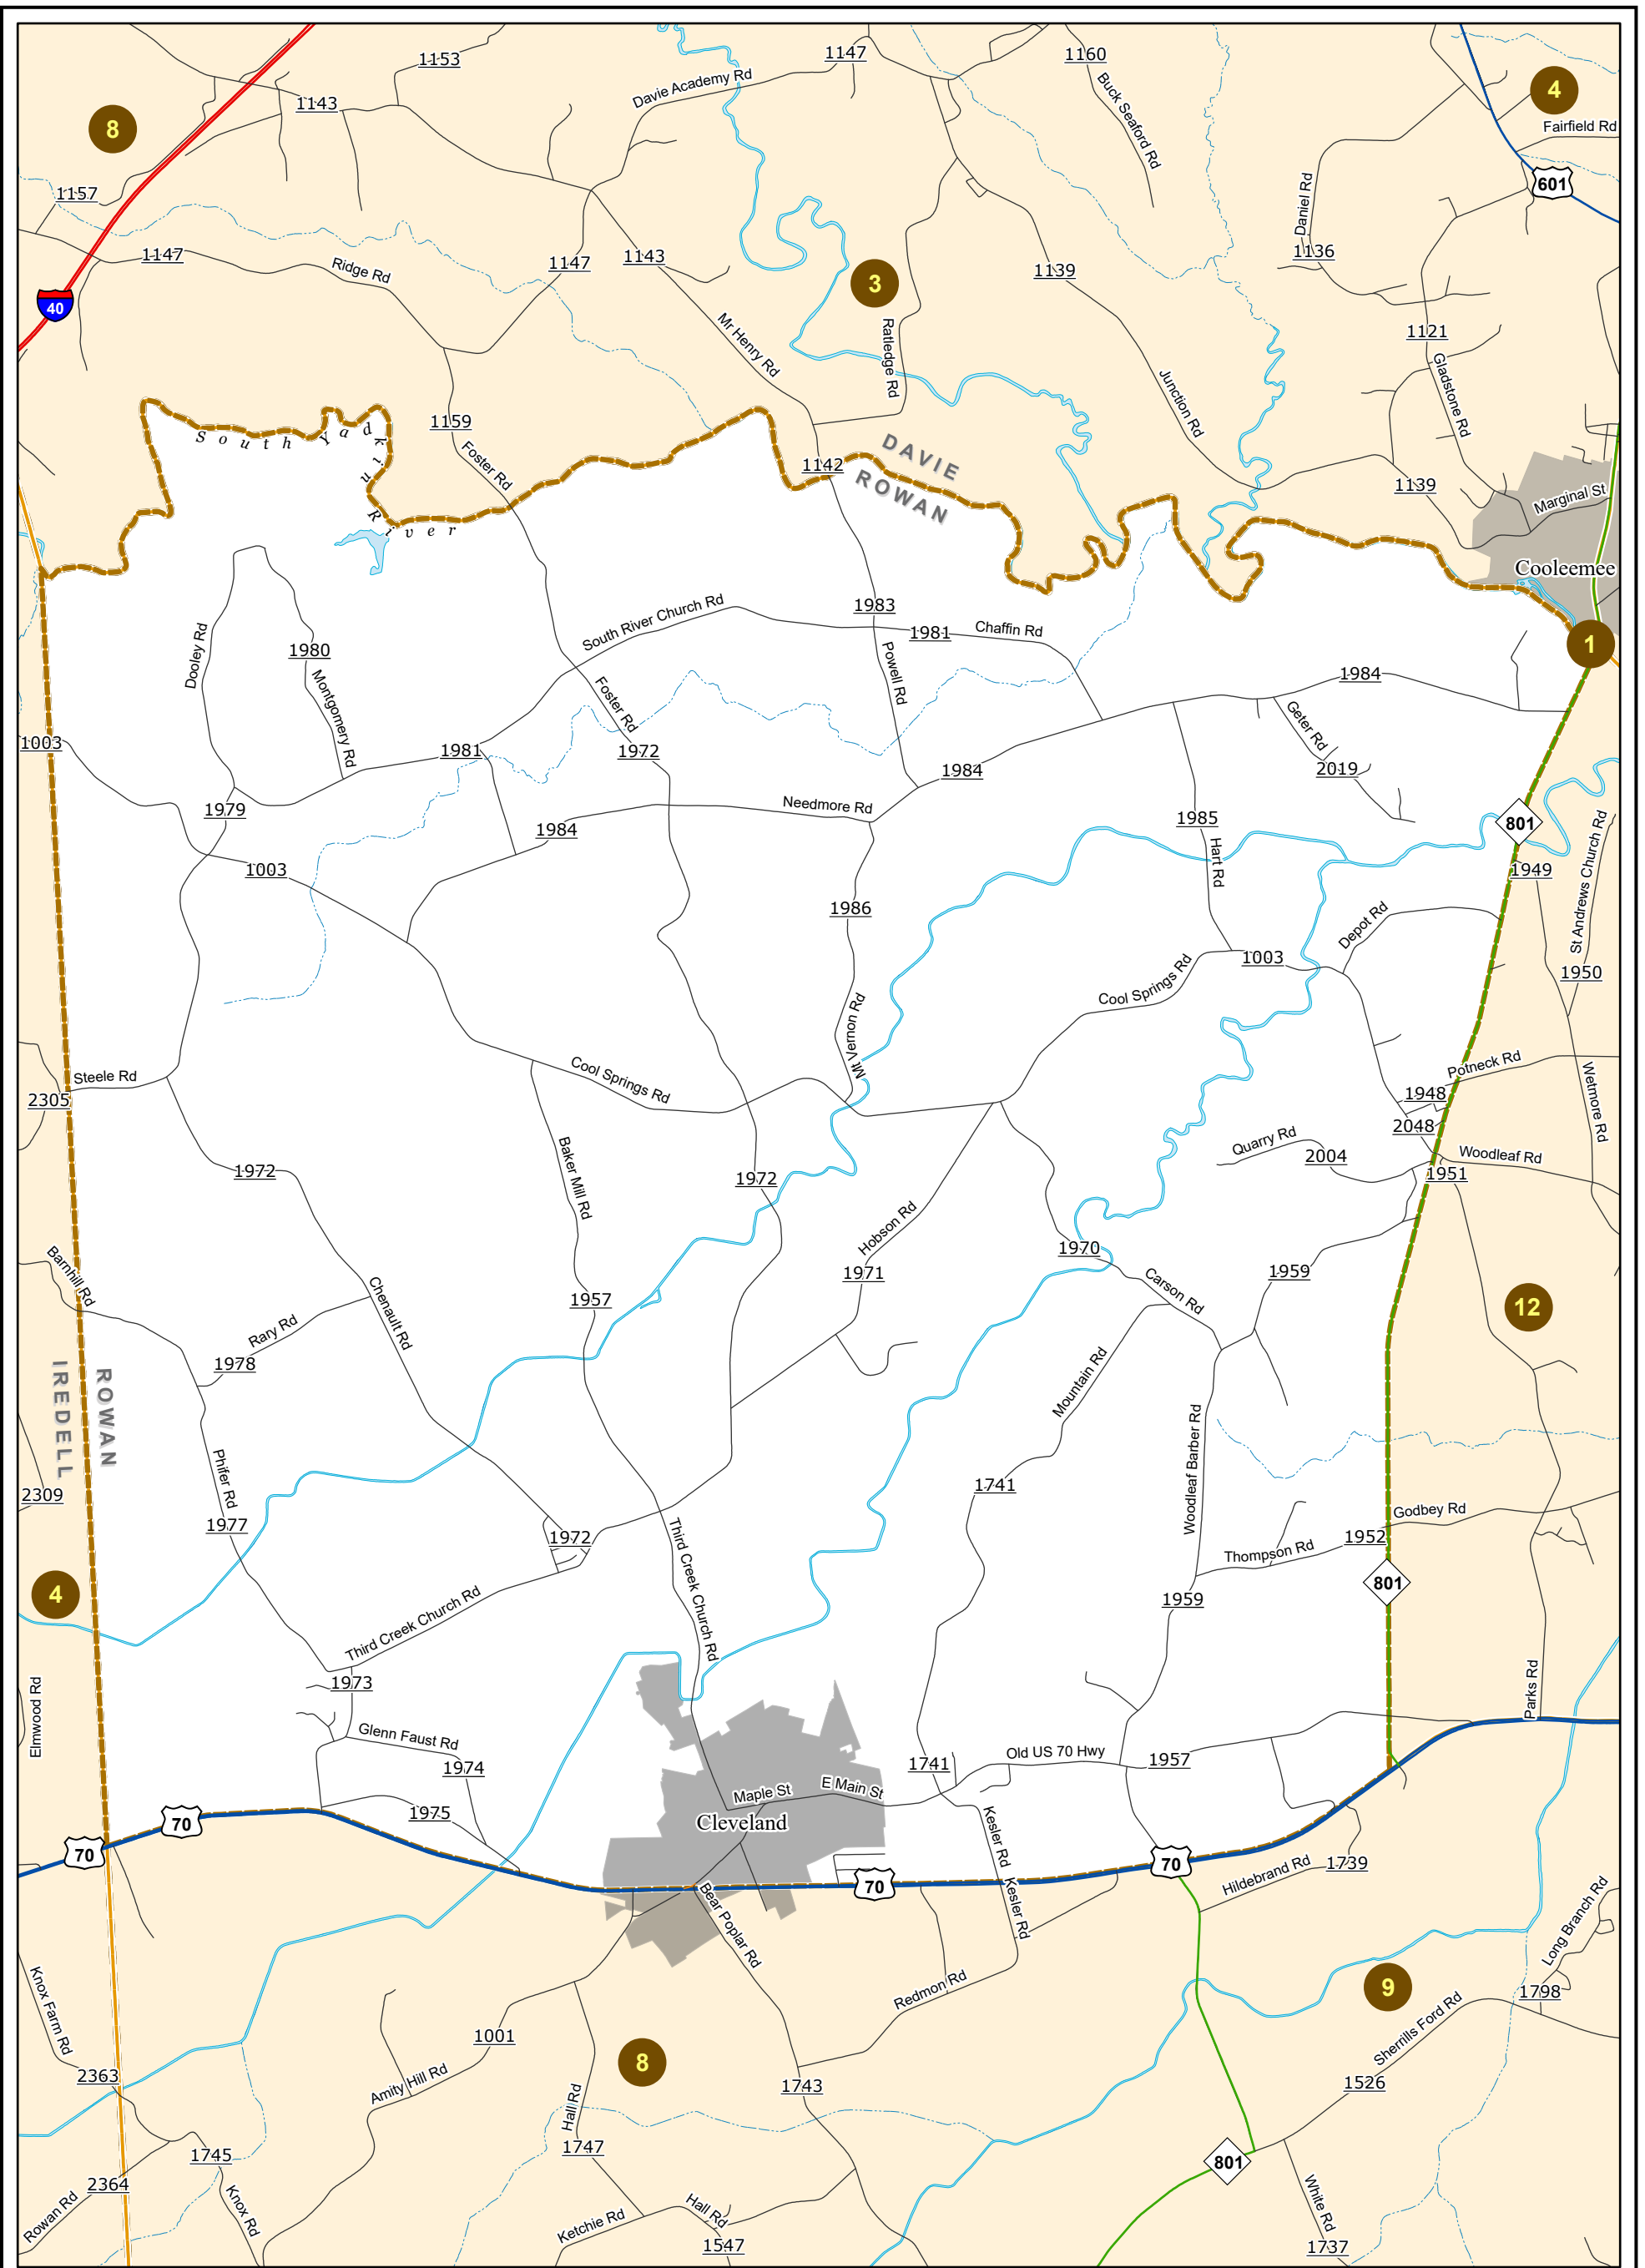 1153
1147
1160
Davie Academy Rd
Buck Seaford Rd
4
8
1143
Fairfield Rd
601
1157
Daniel Rd
1147
Ridge Rd
1147
1143
1139
1136
40
3
Mr Henry Rd
Ratledge Rd
1121
Gladstone Rd
Junction Rd
1159
South Yadkin River
Foster Rd
1142
DAVIE
ROWAN
1139
Marginal St
Cooleemee
1
Dooley Rd
1980
Montgomery Rd
South River Church Rd
1983
1981
Chaffin Rd
Powell Rd
1984
Foster Rd
Geter Rd
1003
1981
1972
1984
2019
1979
Needmore Rd
1984
1985
801
1003
Hart Rd
1949
St Andrews Church Rd
1986
Depot Rd
1003
1950
Cool Springs Rd
Mt Vernon Rd
Steele Rd
Cool Springs Rd
Potneck Rd
2305
1948
Wetmore Rd
2048
Quarry Rd
2004
Woodleaf Rd
1951
1972
Baker Mill Rd
1972
Hobson Rd
1970
Barnhill Rd
1971
1959
Carson Rd
Chenault Rd
1957
12
Rary Rd
1978
IREDELL
ROWAN
Mountain Rd
Woodleaf Barber Rd
Phifer Rd
2309
1741
1977
1972
Godbey Rd
1952
Thompson Rd
Third Creek Church Rd
801
4
1959
Third Creek Church Rd
Elmwood Rd
1973
Parks Rd
Glenn Faust Rd
1974
1741
Old US 70 Hwy
1957
Maple St
E Main St
1975
Cleveland
70
70
Kesler Rd
70
70
Hildebrand Rd
1739
Bear Poplar Rd
Kesler Rd
Long Branch Rd
Redmon Rd
9
1798
Knox Farm Rd
1001
Sherrills Ford Rd
8
2363
Amity Hill Rd
1743
1526
Hall Rd
1745
1747
801
2364
Rowan Rd
Knox Rd
Hall Rd
Ketchie Rd
White Rd
1547
1737